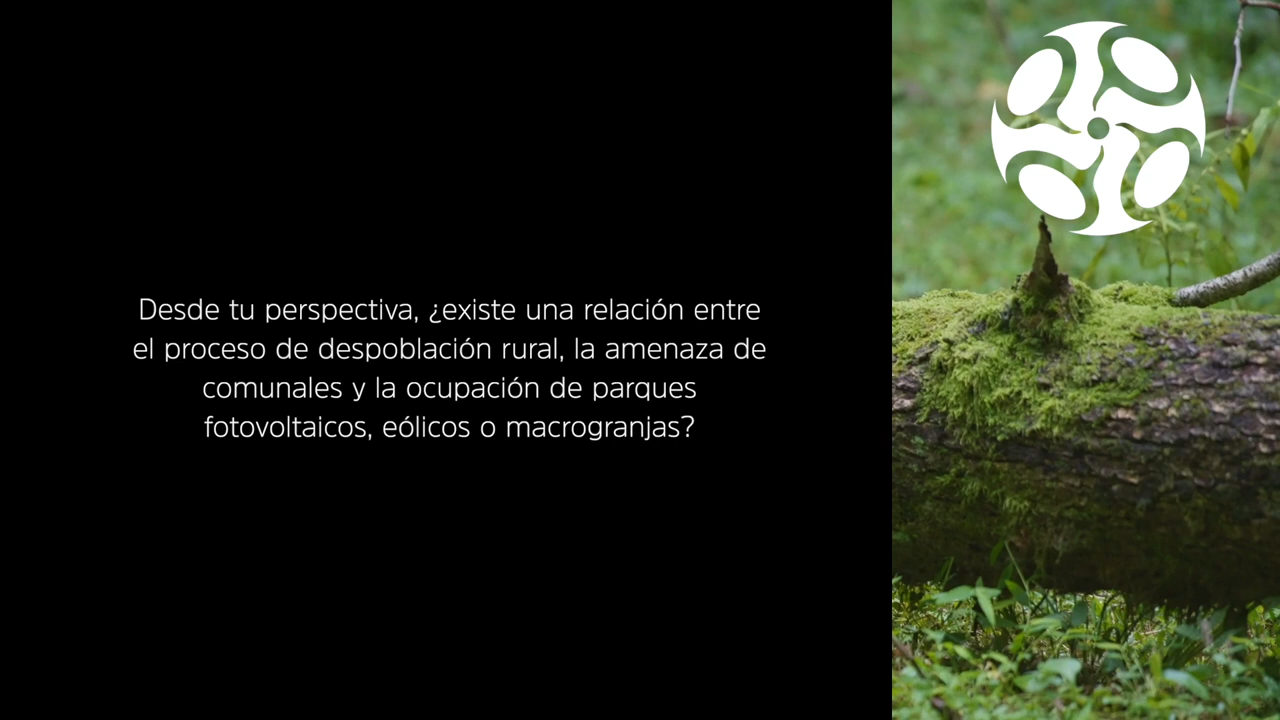 Desde tu perspectiva, ¿existe una relación entre
el proceso de despoblación rural, la amenaza de
comunales y la ocupación de parques
fotovoltaicos, eólicos o macrogranjas?